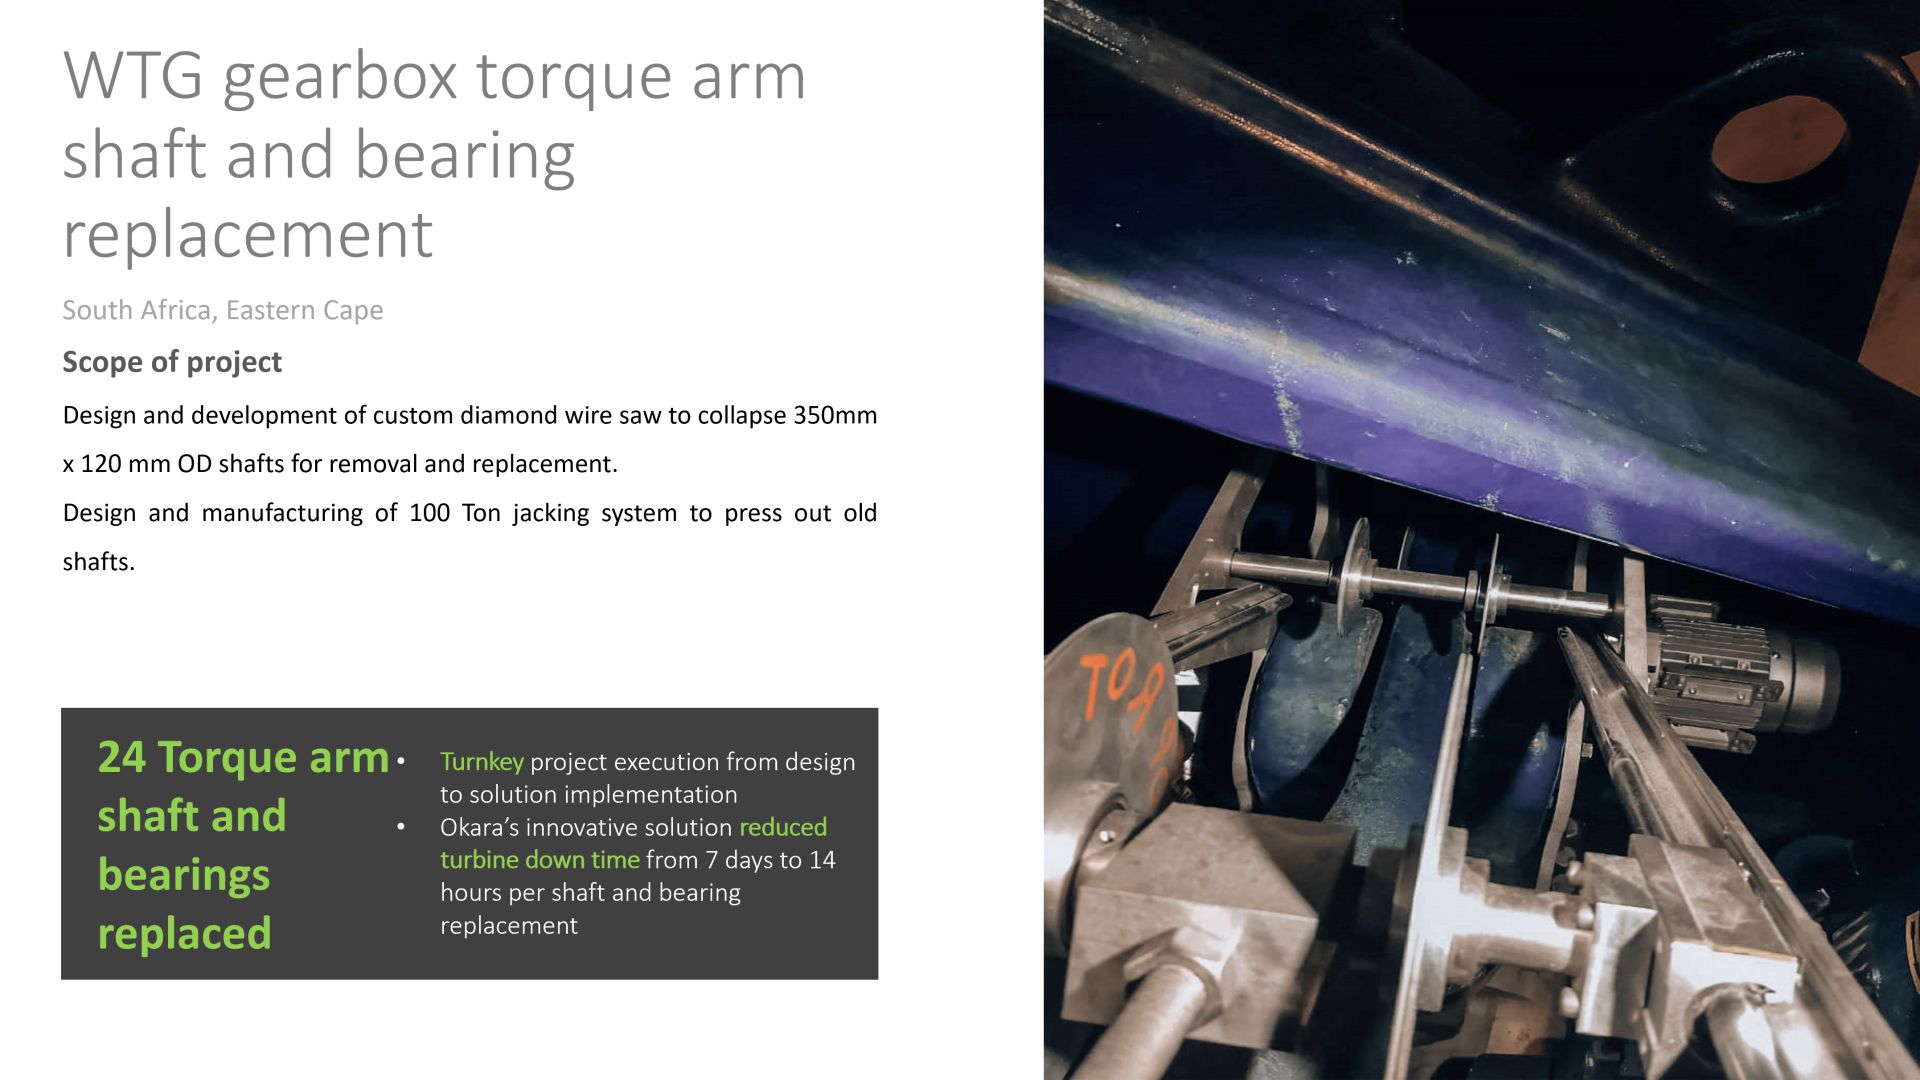 WTG gearbox torque arm
shaft and bearing
replacement
South Africa, Eastern Cape
Scope of project
Design and development of custom diamond wire saw to collapse 350mm
x 120 mm OD shafts for removal and replacement.
Design and manufacturing of 100 Ton jacking system to press out old
shafts.
24 Torque arm
shaft and
bearings
replaced
• Turnkey project execution from design
to solution implementation
• Okara’s innovative solution reduced
turbine down time from 7 days to 14
hours per shaft and bearing
replacement